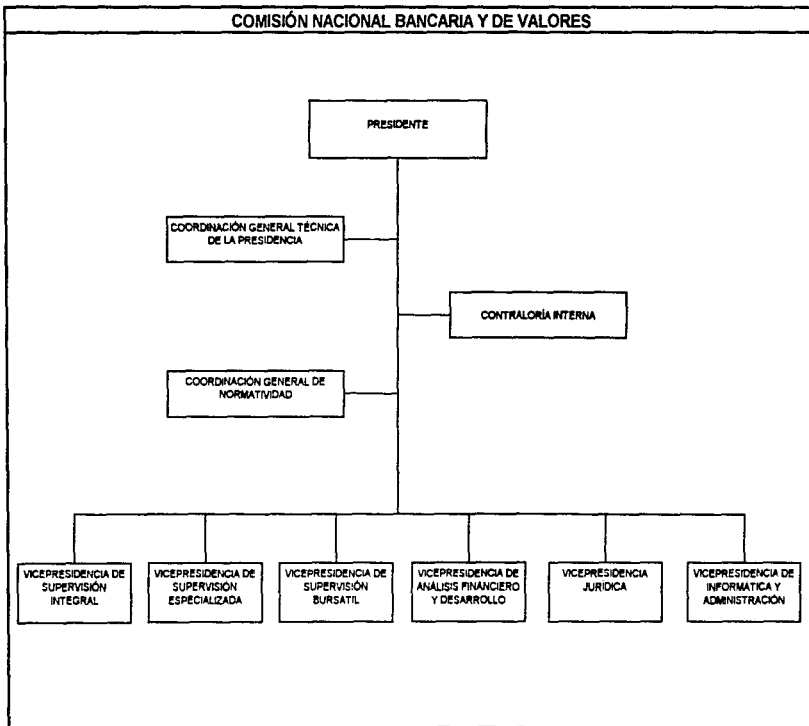 COMISIÓN NACIONAL BANCARIA Y DE VALORES
PRESIDENTE
COORDINACIÓN GENERAL TÉCNICA
DE LA PRESIDENCIA
CONTRALORÍA INTERNA
COORDINACIÓN GENERAL DE
NORMATIVIDAD
VICEPRESIDENCIA DE
SUPERVISIÓN
INTEGRAL
VICEPRESIDENCIA DE
SUPERVISIÓN
ESPECIALIZADA
VICEPRESIDENCIA DE
SUPERVISIÓN
BURSATIL
VICEPRESIDENCIA DE
ANÁLISIS FINANCIERO
Y DESARROLLO
VICEPRESIDENCIA
JURÍDICA
VICEPRESIDENCIA DE
INFORMÁTICA Y
ADMINISTRACIÓN